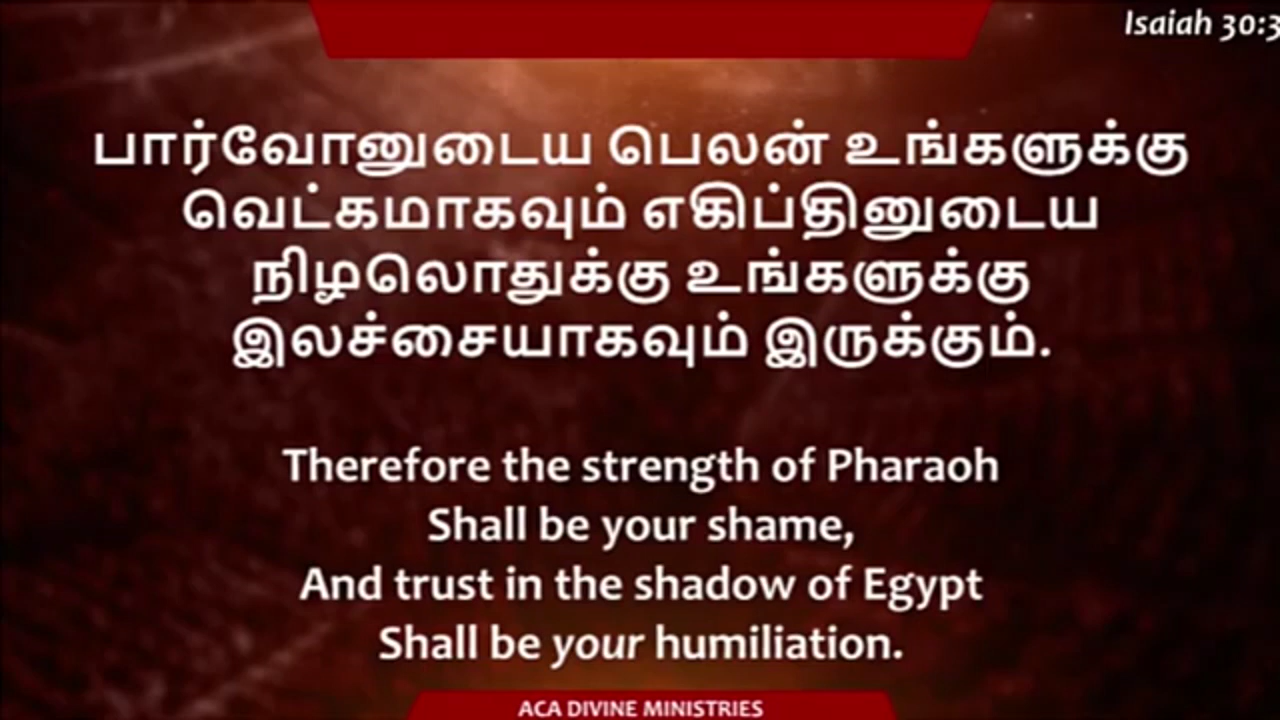 Isaiah 30:3
பார்வோனுடைய பெலன் உங்களுக்கு
வெட்கமாகவும் எகிப்தினுடைய
நிழலொதுக்கு உங்களுக்கு
இலச்சையாகவும் இருக்கும்.
Therefore the strength of Pharaoh
Shall be your shame,
And trust in the shadow of Egypt
Shall be your humiliation.
ACA DIVINE MINISTRIES